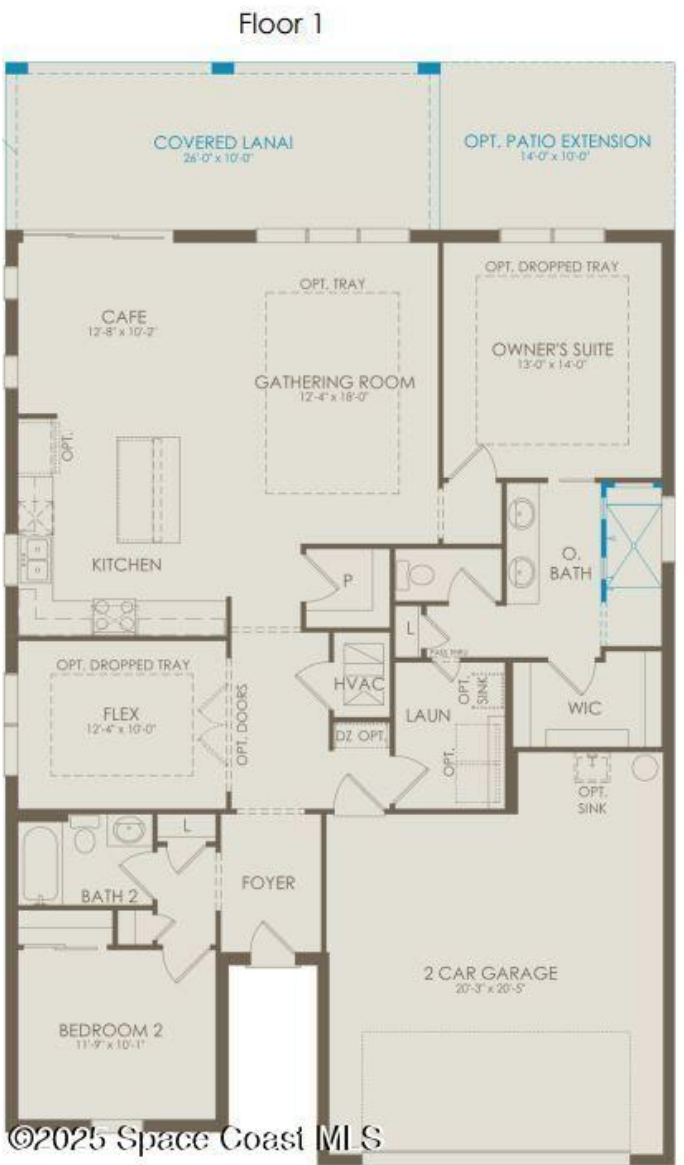 Floor 1
COVERED LANAI
26'-0" x 10'-0"
OPT. PATIO EXTENSION
14'-0" x 10'-0"
OPT. TRAY
OPT. DROPPED TRAY
CAFE
12'-8" x 10'-2"
OWNER'S SUITE
13'-0" x 14'-0"
GATHERING ROOM
12'-4" x 18'-0"
OPT.
KITCHEN
P
O.
BATH
L
PASS THRU
OPT. DROPPED TRAY
HVAC
OPT.
SINK
FLEX
12'-4" x 10'-0"
OPT. DOORS
LAUN
WIC
DZ OPT.
OPT.
OPT.
SINK
L
BATH 2
FOYER
2 CAR GARAGE
20'-3" x 20'-5"
BEDROOM 2
11'-9" x 10'-1"
©2025 Space Coast MLS